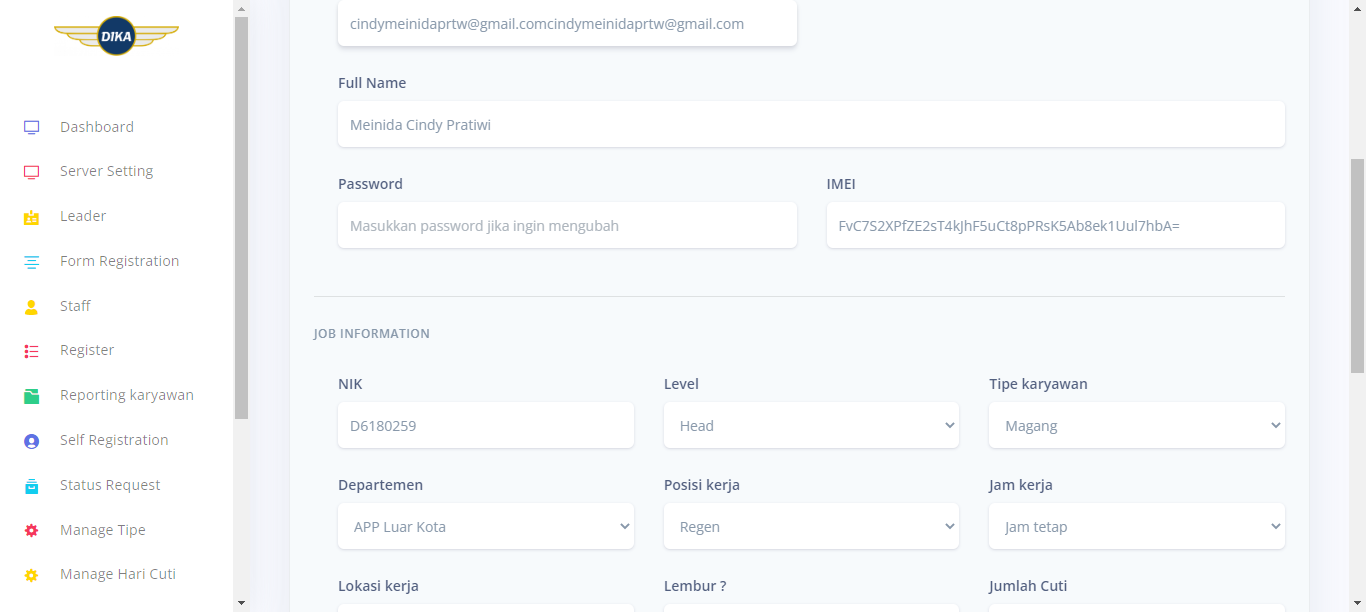 DIKA
Dashboard
Server Setting
Leader
Form Registration
Staff
Register
Reporting karyawan
Self Registration
Status Request
Manage Tipe
Manage Hari Cuti
cindymeinidaprtw@gmail.comcindymeinidaprtw@gmail.com
Full Name
Meinida Cindy Pratiwi
Password IMEI
Masukkan password jika ingin mengubah FvC7S2XPfZE2sT4kJhF5uCt8pPRsK5Ab8ek1Uul7hbA=
JOB INFORMATION
NIK Level Tipe karyawan
D6180259 Head Magang
Departemen Posisi kerja Jam kerja
APP Luar Kota Regen Jam tetap
Lokasi kerja Lembur ? Jumlah Cuti